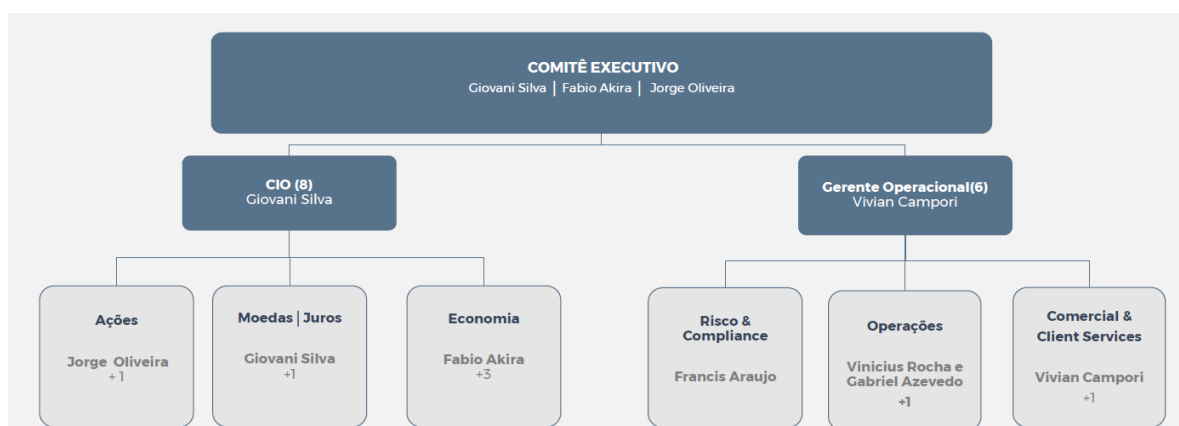 COMITÊ EXECUTIVO
Giovani Silva | Fabio Akira | Jorge Oliveira
CIO (8)
Giovani Silva
Gerente Operacional(6)
Vivian Campori
Ações
Jorge Oliveira
+ 1
Moedas | Juros
Giovani Silva
+1
Economia
Fabio Akira
+3
Risco &
Compliance
Francis Araujo
Operações
Vinicius Rocha e
Gabriel Azevedo
+1
Comercial &
Client Services
Vivian Campori
+1